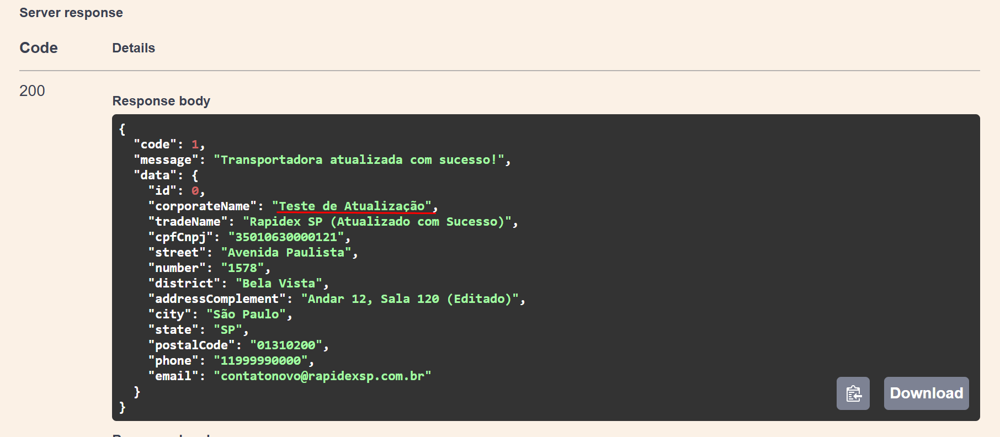 Server response
Code Details
200
Response body
{
"code": 1,
"message": "Transportadora atualizada com sucesso!",
"data": {
"id": 0,
"corporateName": "Teste de Atualização",
"tradeName": "Rapidex SP (Atualizado com Sucesso)",
"cpfCnpj": "35010630000121",
"street": "Avenida Paulista",
"number": "1578",
"district": "Bela Vista",
"addressComplement": "Andar 12, Sala 120 (Editado)",
"city": "São Paulo",
"state": "SP",
"postalCode": "01310200",
"phone": "11999990000",
"email": "contatonovo@rapidexsp.com.br"
}
}
Download